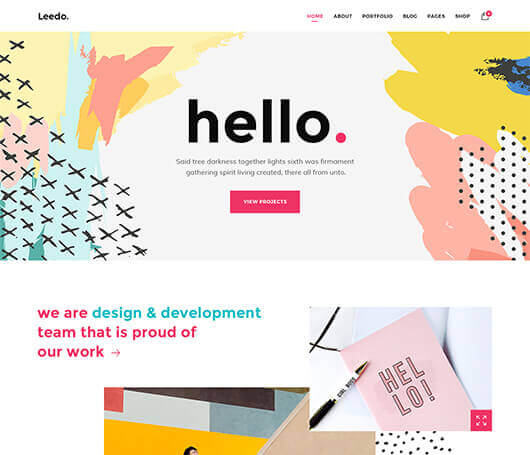 Leedo.
HOME ABOUT PORTFOLIO BLOG PAGES SHOP
hello.
Said tree darkness together lights sixth was firmament
gathering spirit living created, there all from unto.
VIEW PROJECTS
we are design & development
team that is proud of
our work →
HEL
LO!
GIRL BOSS